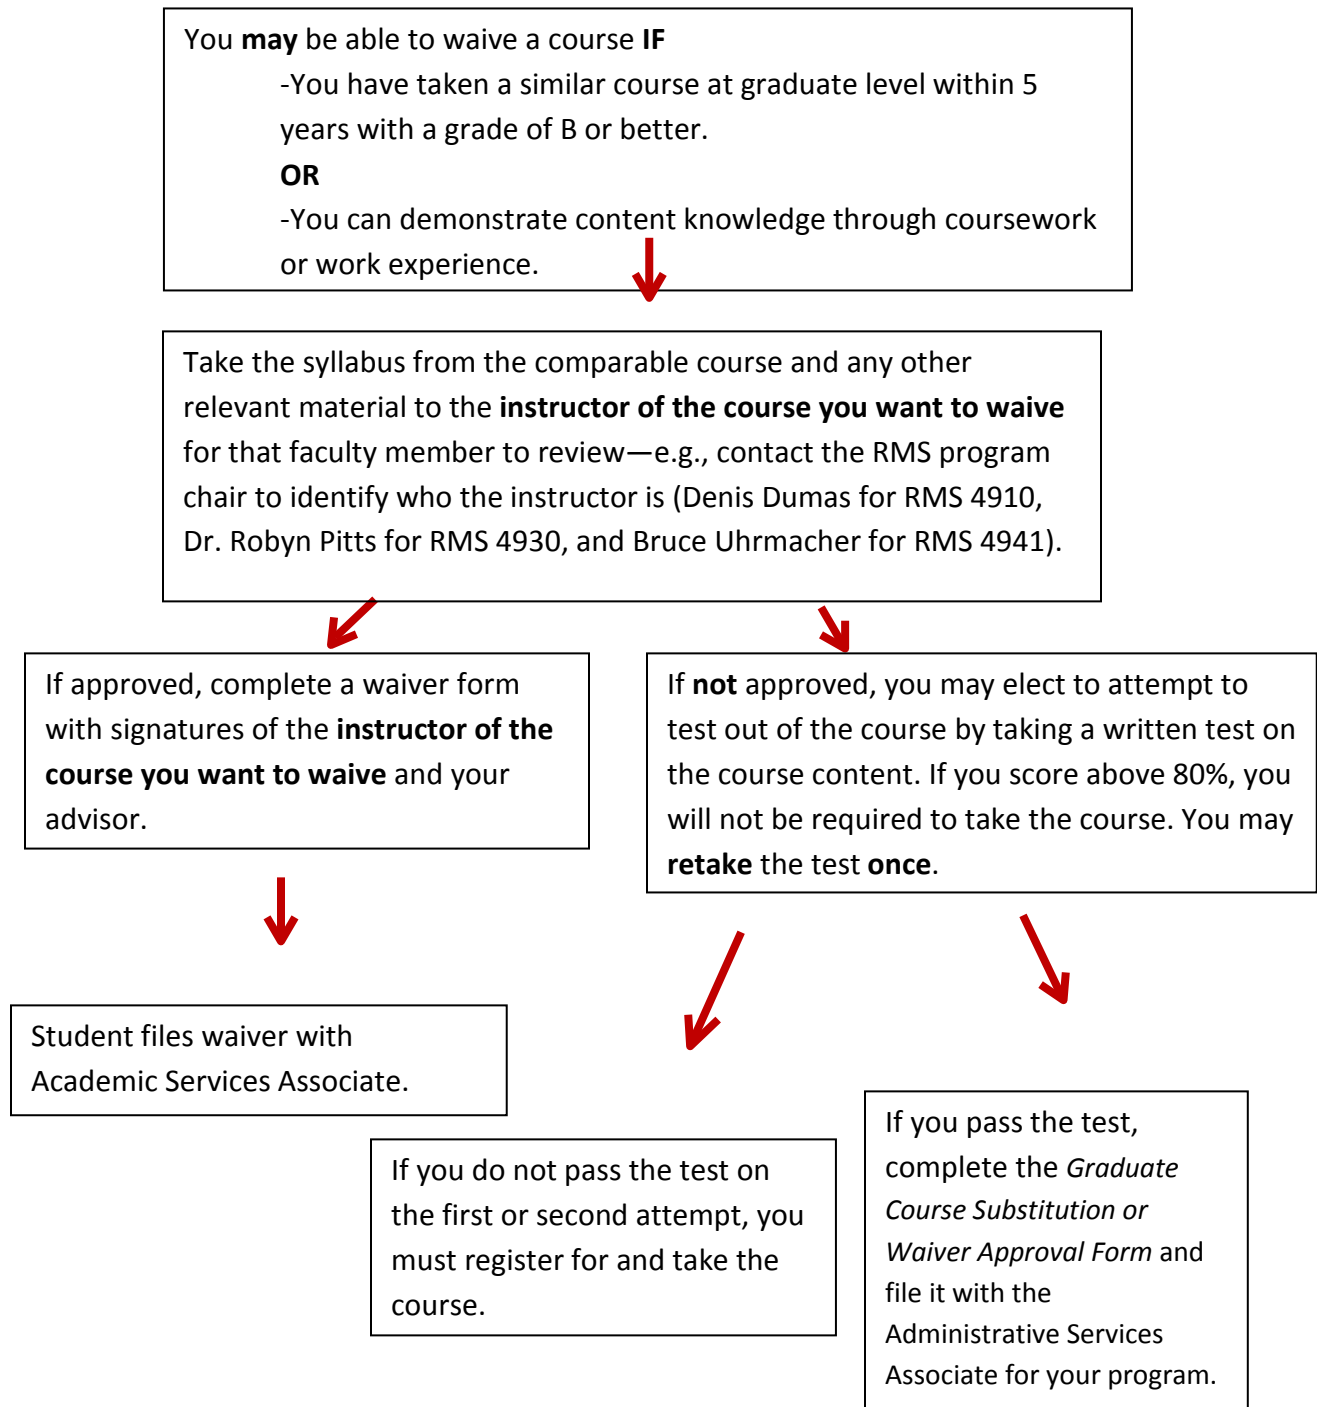 You may be able to waive a course IF
-You have taken a similar course at graduate level within 5
years with a grade of B or better.
OR
-You can demonstrate content knowledge through coursework
or work experience.
Take the syllabus from the comparable course and any other
relevant material to the instructor of the course you want to waive
for that faculty member to review—e.g., contact the RMS program
chair to identify who the instructor is (Denis Dumas for RMS 4910,
Dr. Robyn Pitts for RMS 4930, and Bruce Uhrmacher for RMS 4941).
If approved, complete a waiver form
with signatures of the instructor of the
course you want to waive and your
advisor.
If not approved, you may elect to attempt to
test out of the course by taking a written test on
the course content. If you score above 80%, you
will not be required to take the course. You may
retake the test once.
Student files waiver with
Academic Services Associate.
If you do not pass the test on
the first or second attempt, you
must register for and take the
course.
If you pass the test,
complete the Graduate
Course Substitution or
Waiver Approval Form and
file it with the
Administrative Services
Associate for your program.